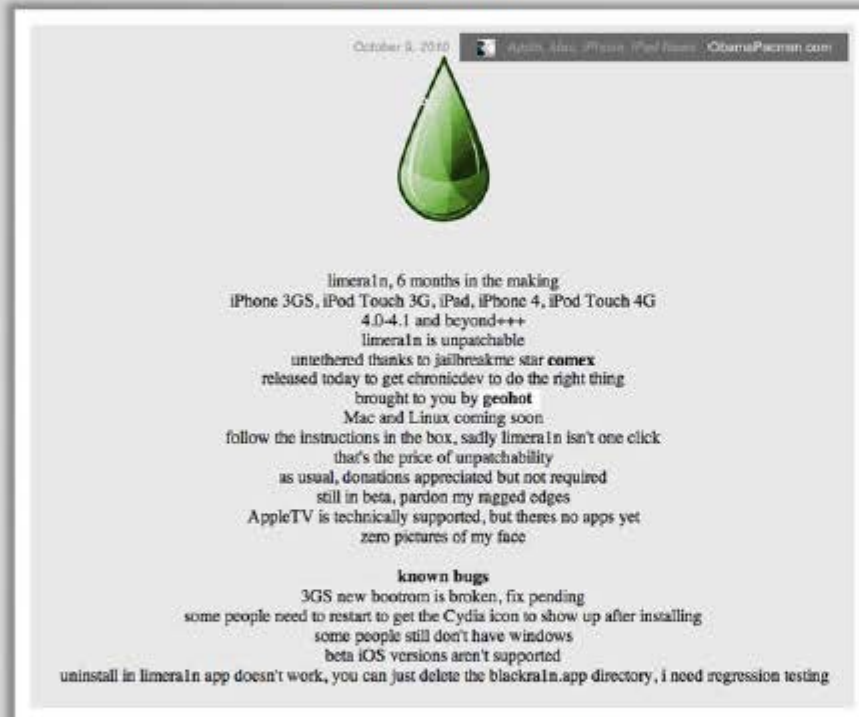 October 9, 2010
Apple, Mac, iPhone, iPad News ObamaPacman.com
limera1n, 6 months in the making
iPhone 3GS, iPod Touch 3G, iPad, iPhone 4, iPod Touch 4G
4.0-4.1 and beyond+++
limera1n is unpatchable
untethered thanks to jailbreakme star comex
released today to get chronicdev to do the right thing
brought to you by geohot
Mac and Linux coming soon
follow the instructions in the box, sadly limera1n isn't one click
that's the price of unpatchability
as usual, donations appreciated but not required
still in beta, pardon my ragged edges
AppleTV is technically supported, but theres no apps yet
zero pictures of my face
known bugs
3GS new bootrom is broken, fix pending
some people need to restart to get the Cydia icon to show up after installing
some people still don't have windows
beta iOS versions aren't supported
uninstall in limera1n app doesn't work, you can just delete the blackra1n.app directory, i need regression testing